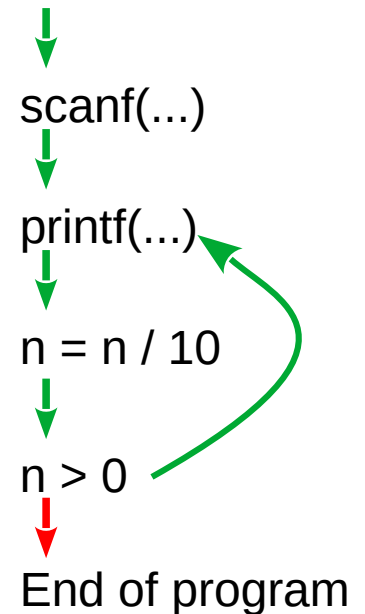 scanf(...)
printf(...)
n = n / 10
n > 0
End of program